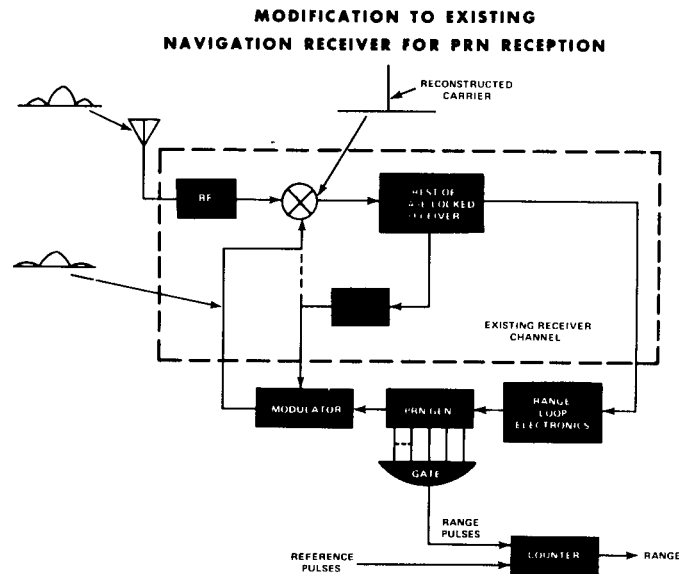 MODIFICATION TO EXISTING
NAVIGATION RECEIVER FOR PRN RECEPTION
RECONSTRUCTED
CARRIER
RF
REST OF
LOCKED
RECEIVER
EXISTING RECEIVER
CHANNEL
MODULATOR
PRN GEN
RANGE
LOOP
ELECTRONICS
GATE
RANGE
PULSES
REFERENCE
PULSES
COUNTER
RANGE